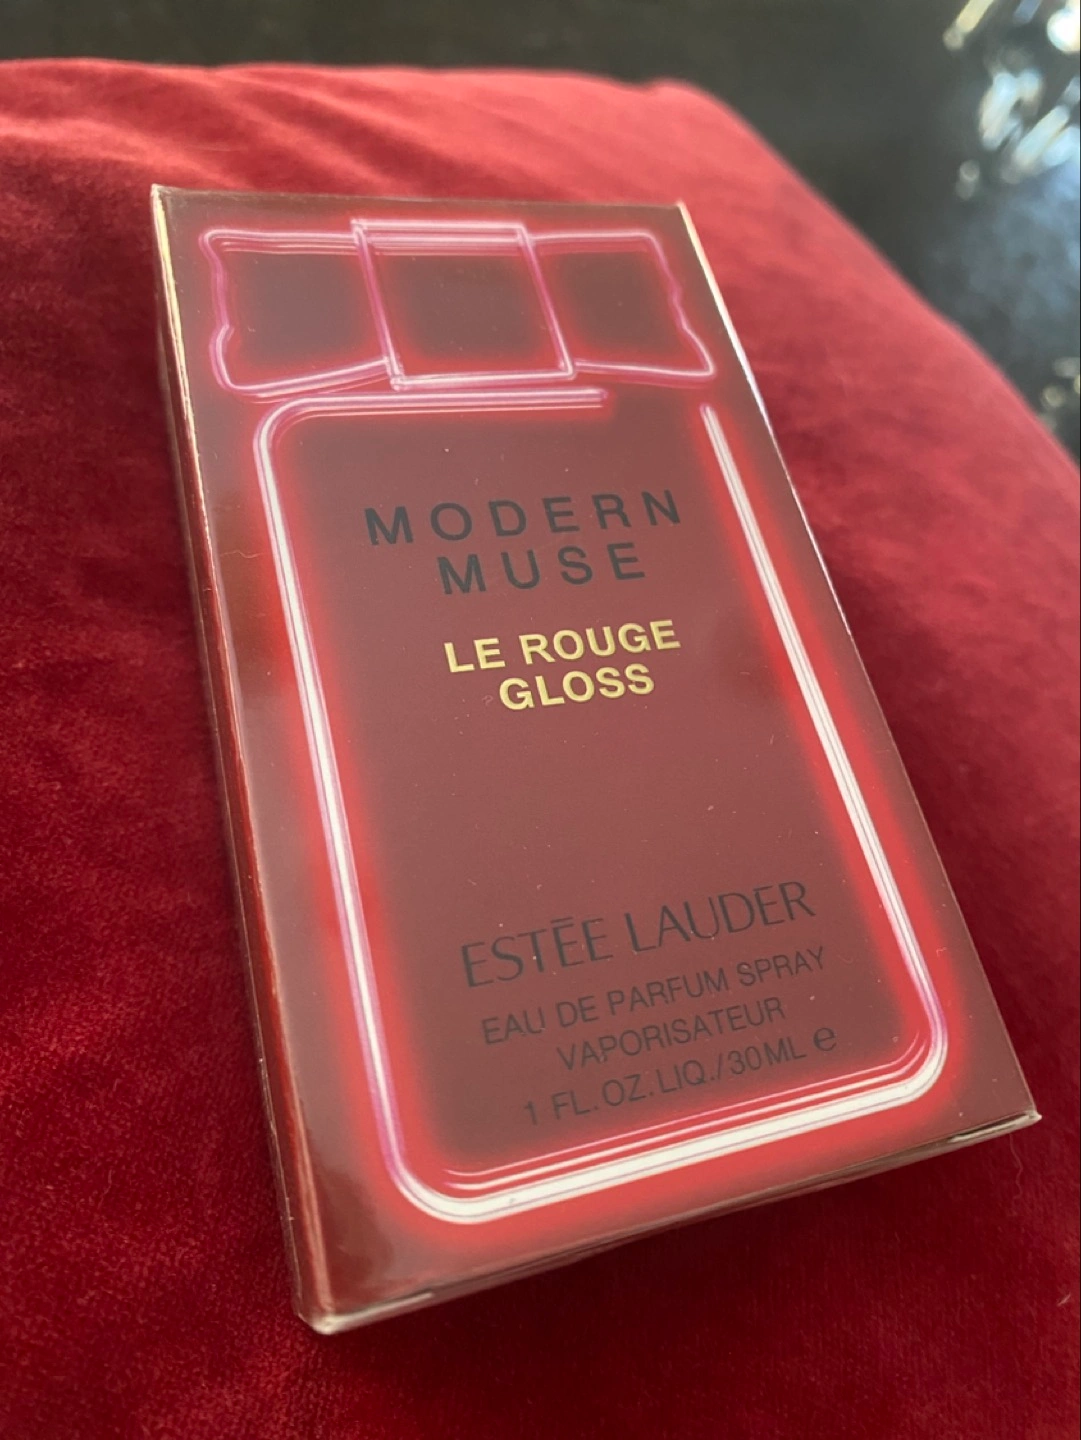 MODERN
MUSE
LE ROUGE
GLOSS
ESTĒE LAUDER
EAU DE PARFUM SPRAY
VAPORISATEUR
1 FL. OZ. LIQ./30ML ℮